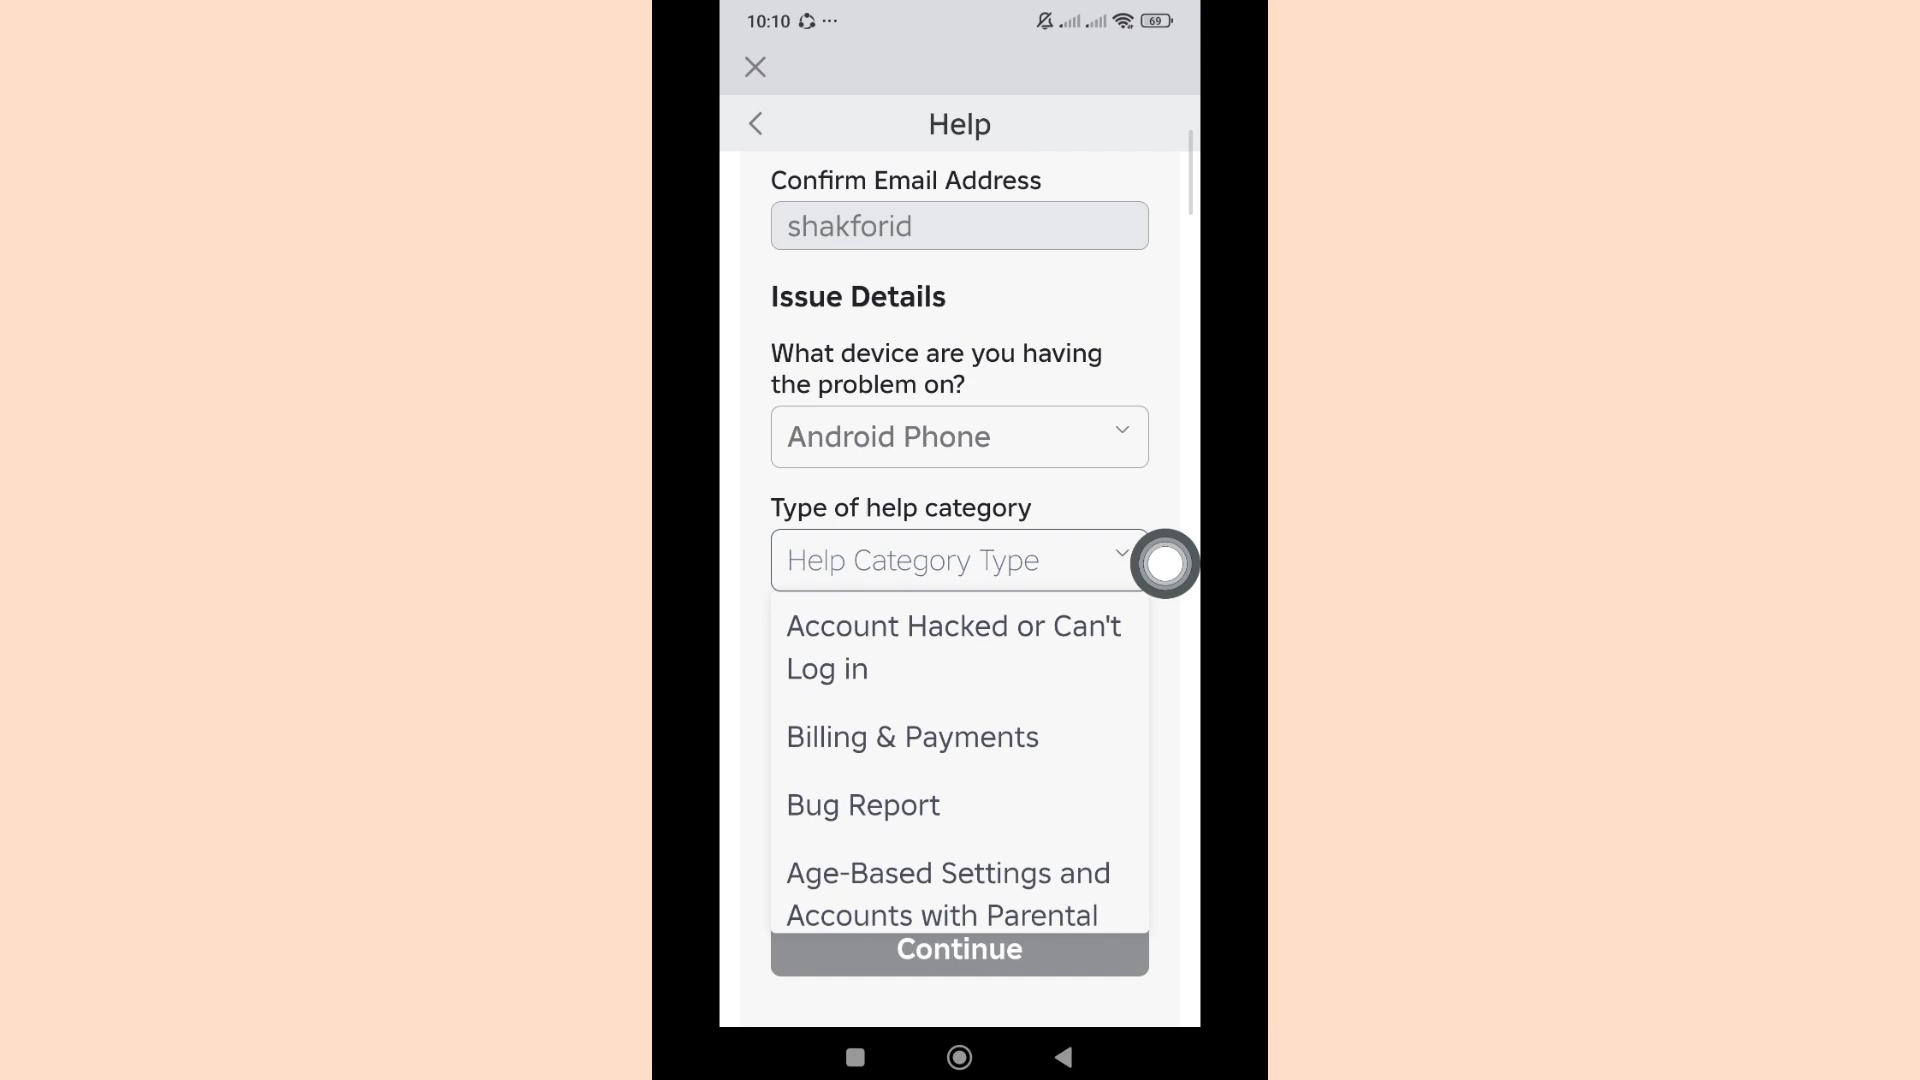 10:10 ...
69
Help
Confirm Email Address
shakforid
Issue Details
What device are you having
the problem on?
Android Phone
Type of help category
Help Category Type
Account Hacked or Can't
Log in
Billing & Payments
Bug Report
Age-Based Settings and
Accounts with Parental
Continue